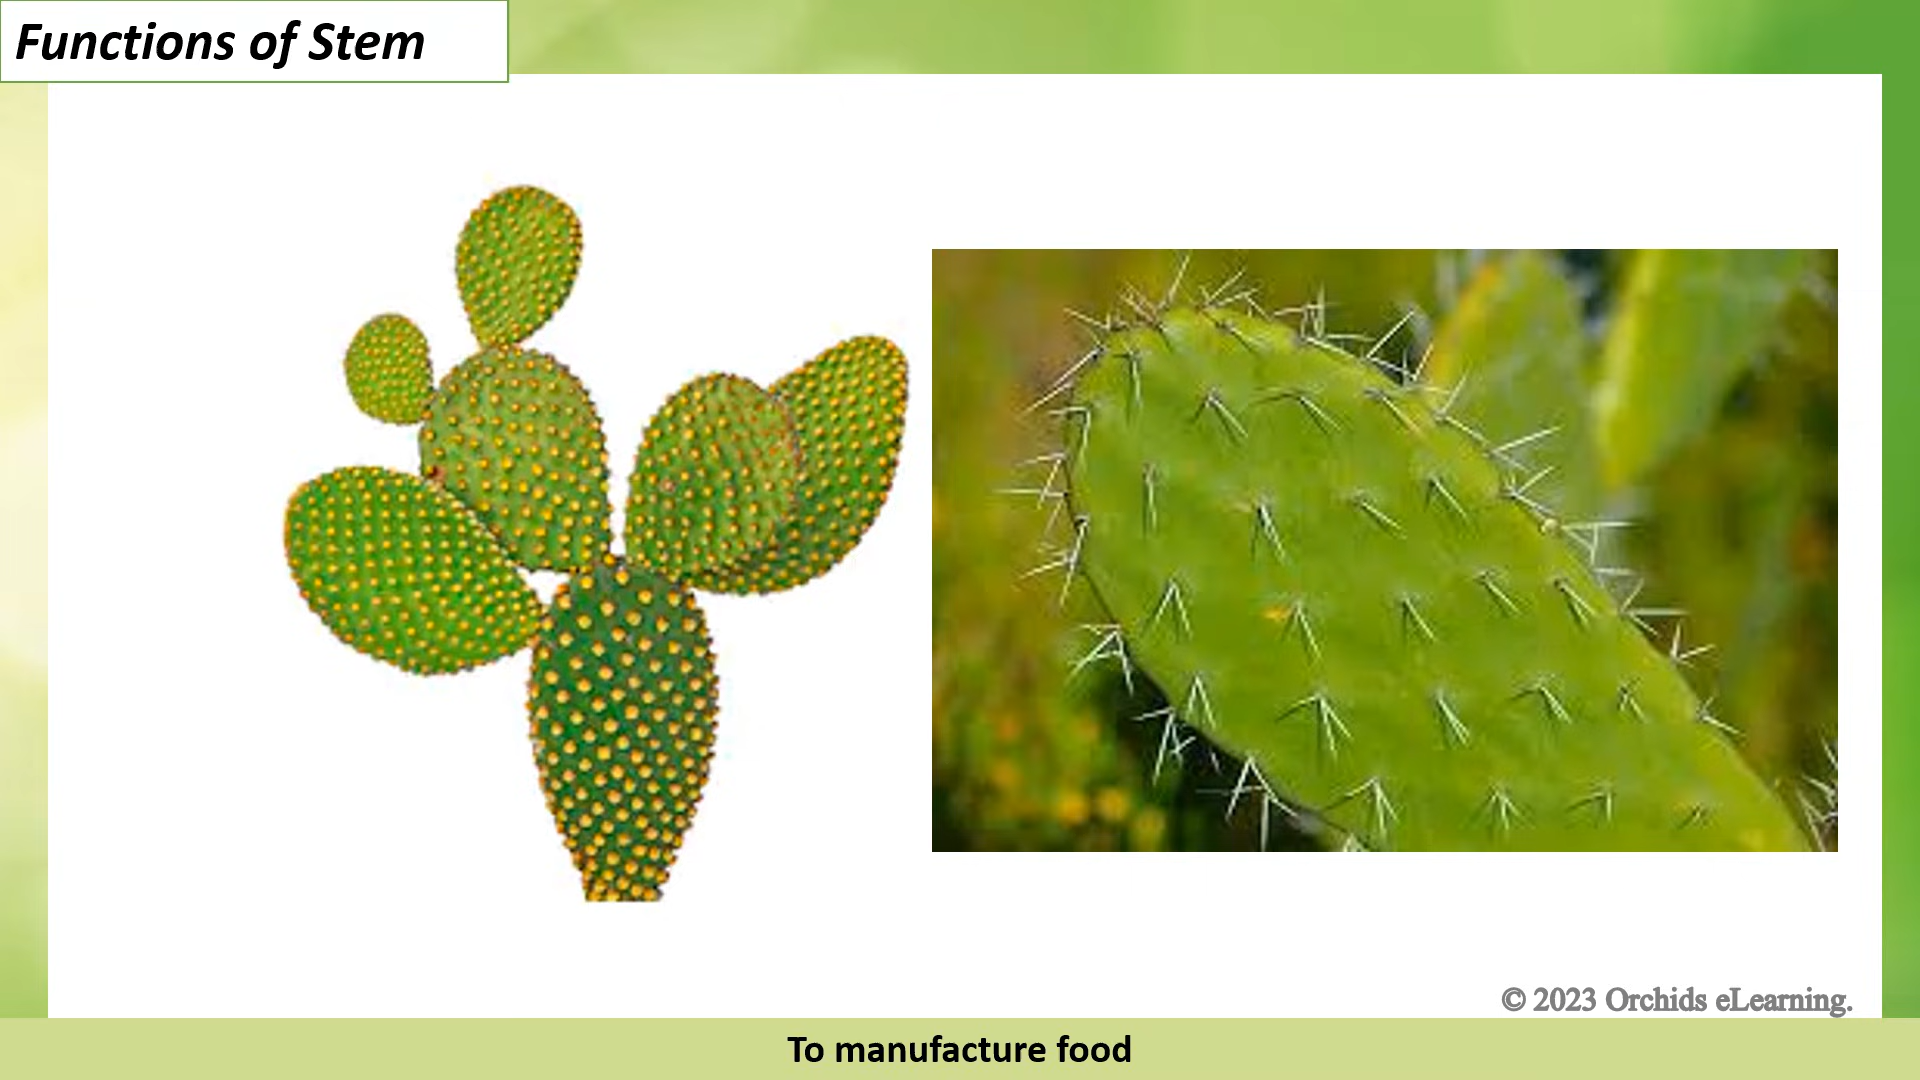 Functions of Stem
© 2023 Orchids eLearning.
To manufacture food